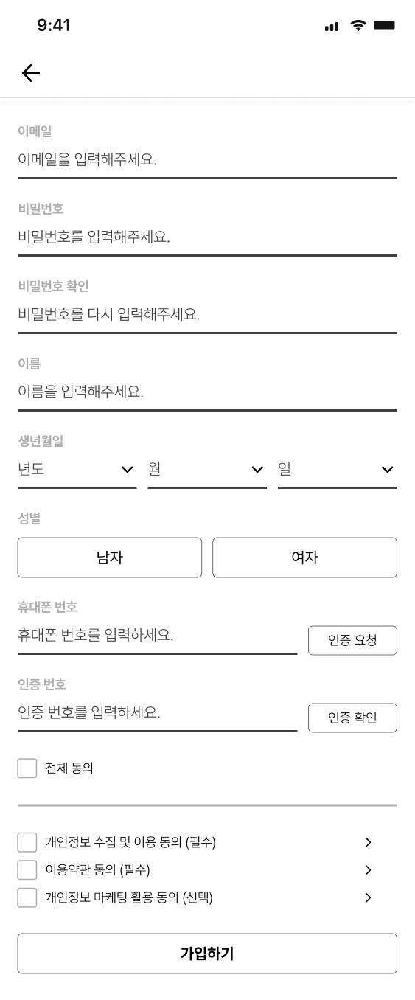 9:41
이메일
이메일을 입력해주세요.
비밀번호
비밀번호를 입력해주세요.
비밀번호 확인
비밀번호를 다시 입력해주세요.
이름
이름을 입력해주세요.
생년월일
년도 월 일
성별
남자 여자
휴대폰 번호
휴대폰 번호를 입력하세요. 인증 요청
인증 번호
인증 번호를 입력하세요. 인증 확인
전체 동의
개인정보 수집 및 이용 동의 (필수)
이용약관 동의 (필수)
개인정보 마케팅 활용 동의 (선택)
가입하기